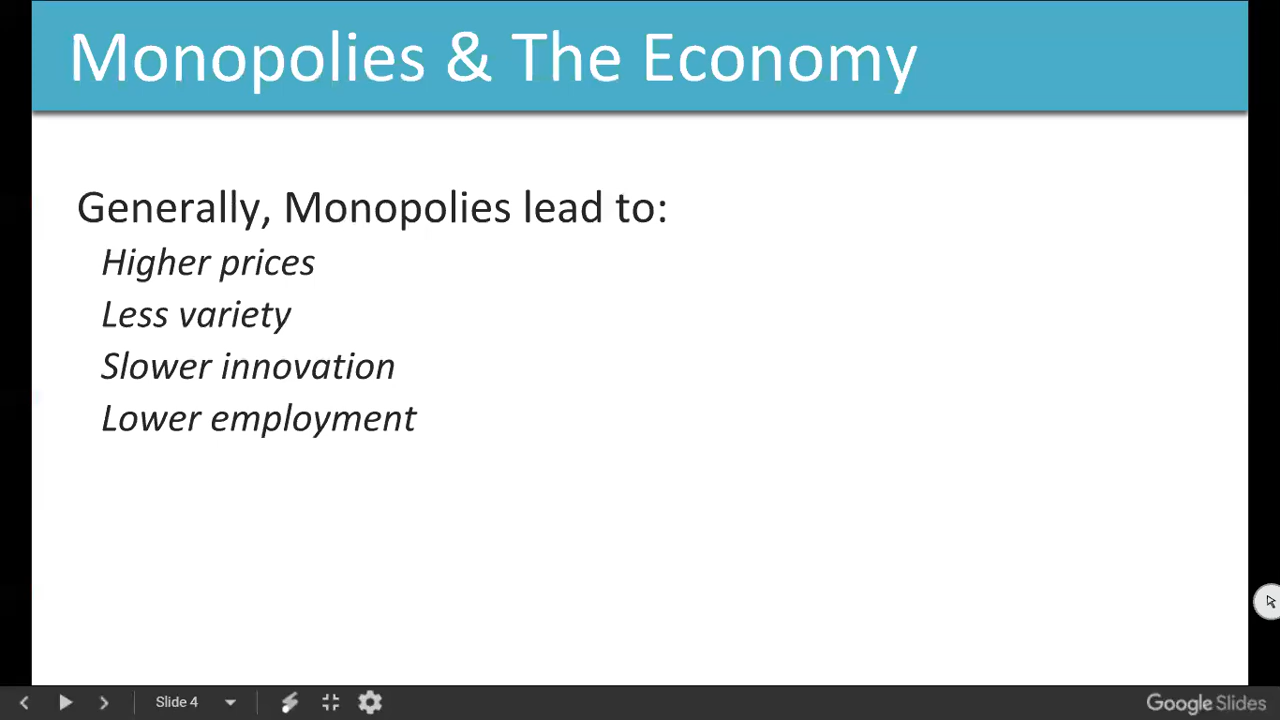 Monopolies & The Economy
Generally, Monopolies lead to:
Higher prices
Less variety
Slower innovation
Lower employment
Slide 4
Google Slides